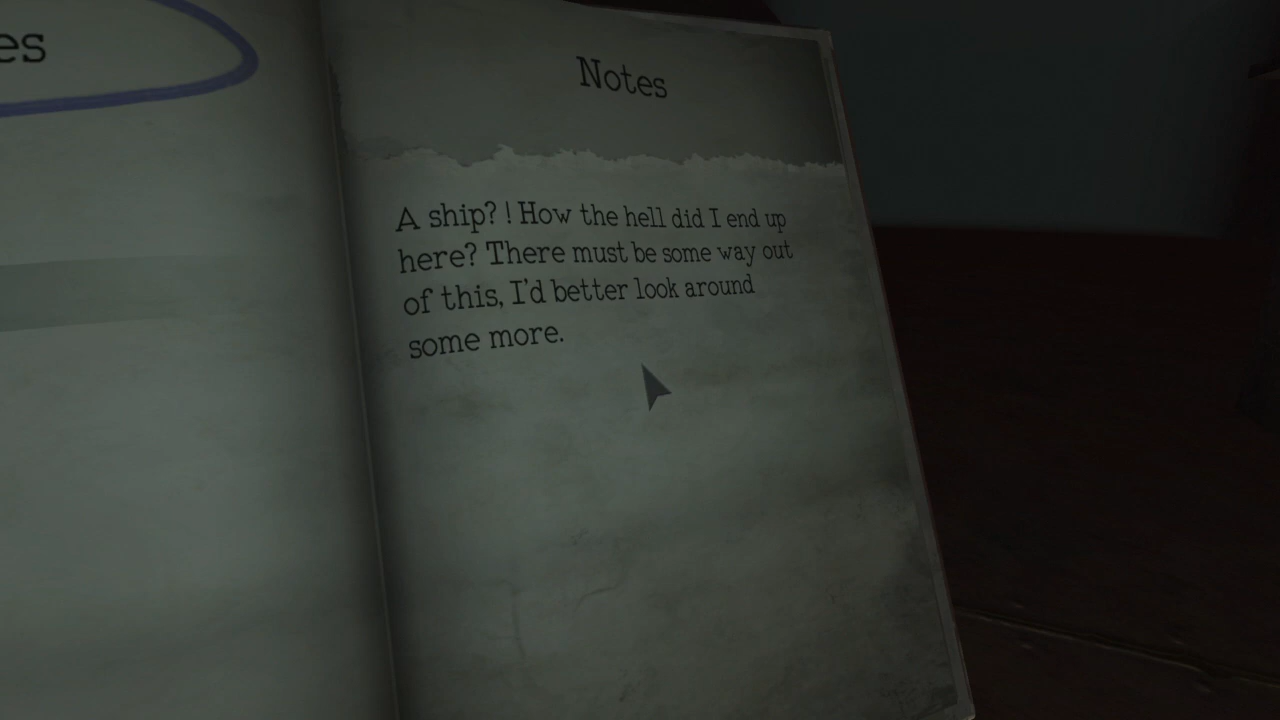 es
Notes
A ship?! How the hell did I end up
here? There must be some way out
of this, I'd better look around
some more.